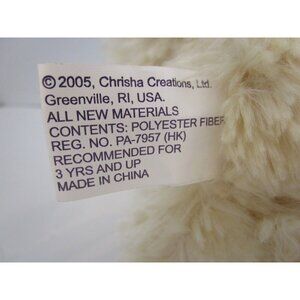 ©2005, Chrisha Creations, Ltd.
Greenville, RI, USA.
ALL NEW MATERIALS
CONTENTS: POLYESTER FIBER
REG. NO. PA-7957 (HK)
RECOMMENDED FOR
3 YRS AND UP
MADE IN CHINA